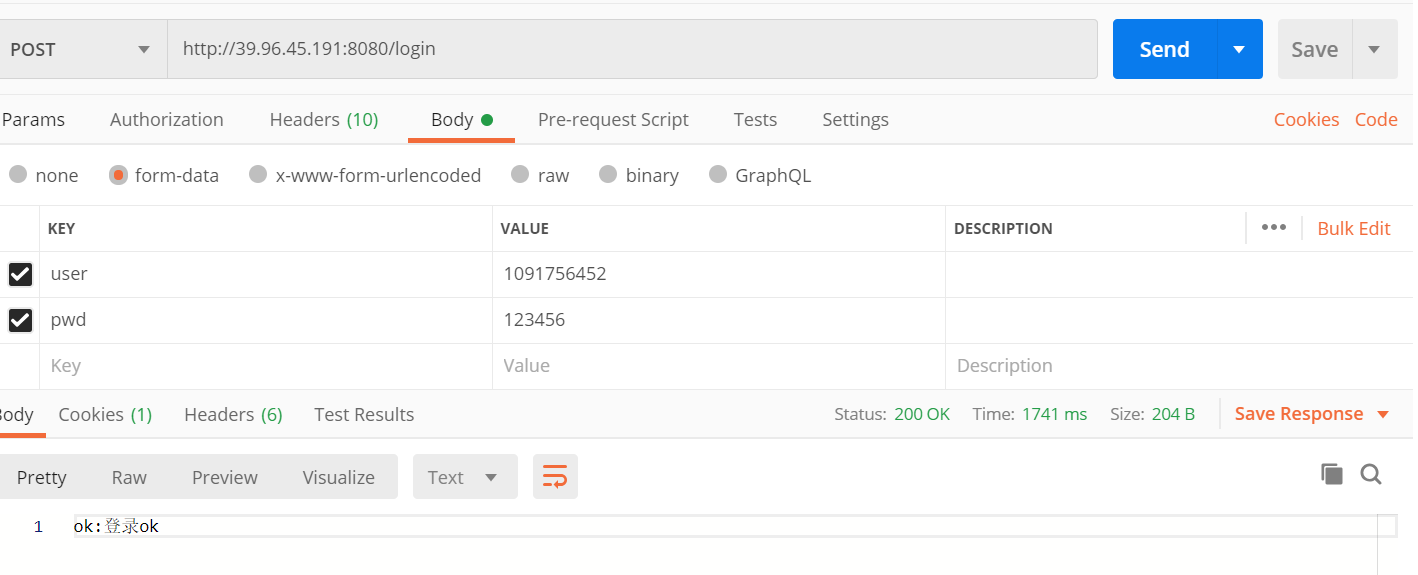 POST http://39.96.45.191:8080/login Send Save
Params Authorization Headers (10) Body Pre-request Script Tests Settings Cookies Code
none form-data x-www-form-urlencoded raw binary GraphQL
KEY VALUE DESCRIPTION ••• Bulk Edit
user 1091756452
pwd 123456
Key Value Description
Body Cookies (1) Headers (6) Test Results Status: 200 OK Time: 1741 ms Size: 204 B Save Response
Pretty Raw Preview Visualize Text
1 ok:登录ok